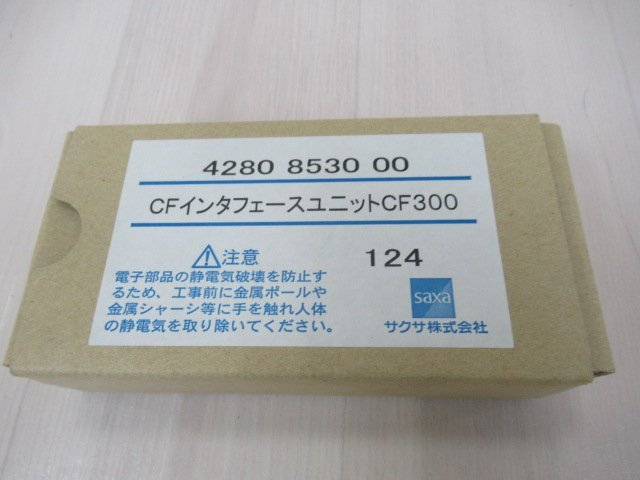 4280 8530 00
CFインタフェースユニットCF300
注意
電子部品の静電気破壊を防止す
るため、工事前に金属ポールや
金属シャーシ等に手を触れ人体
の静電気を取り除いてください。
124
saxa
サクサ株式会社